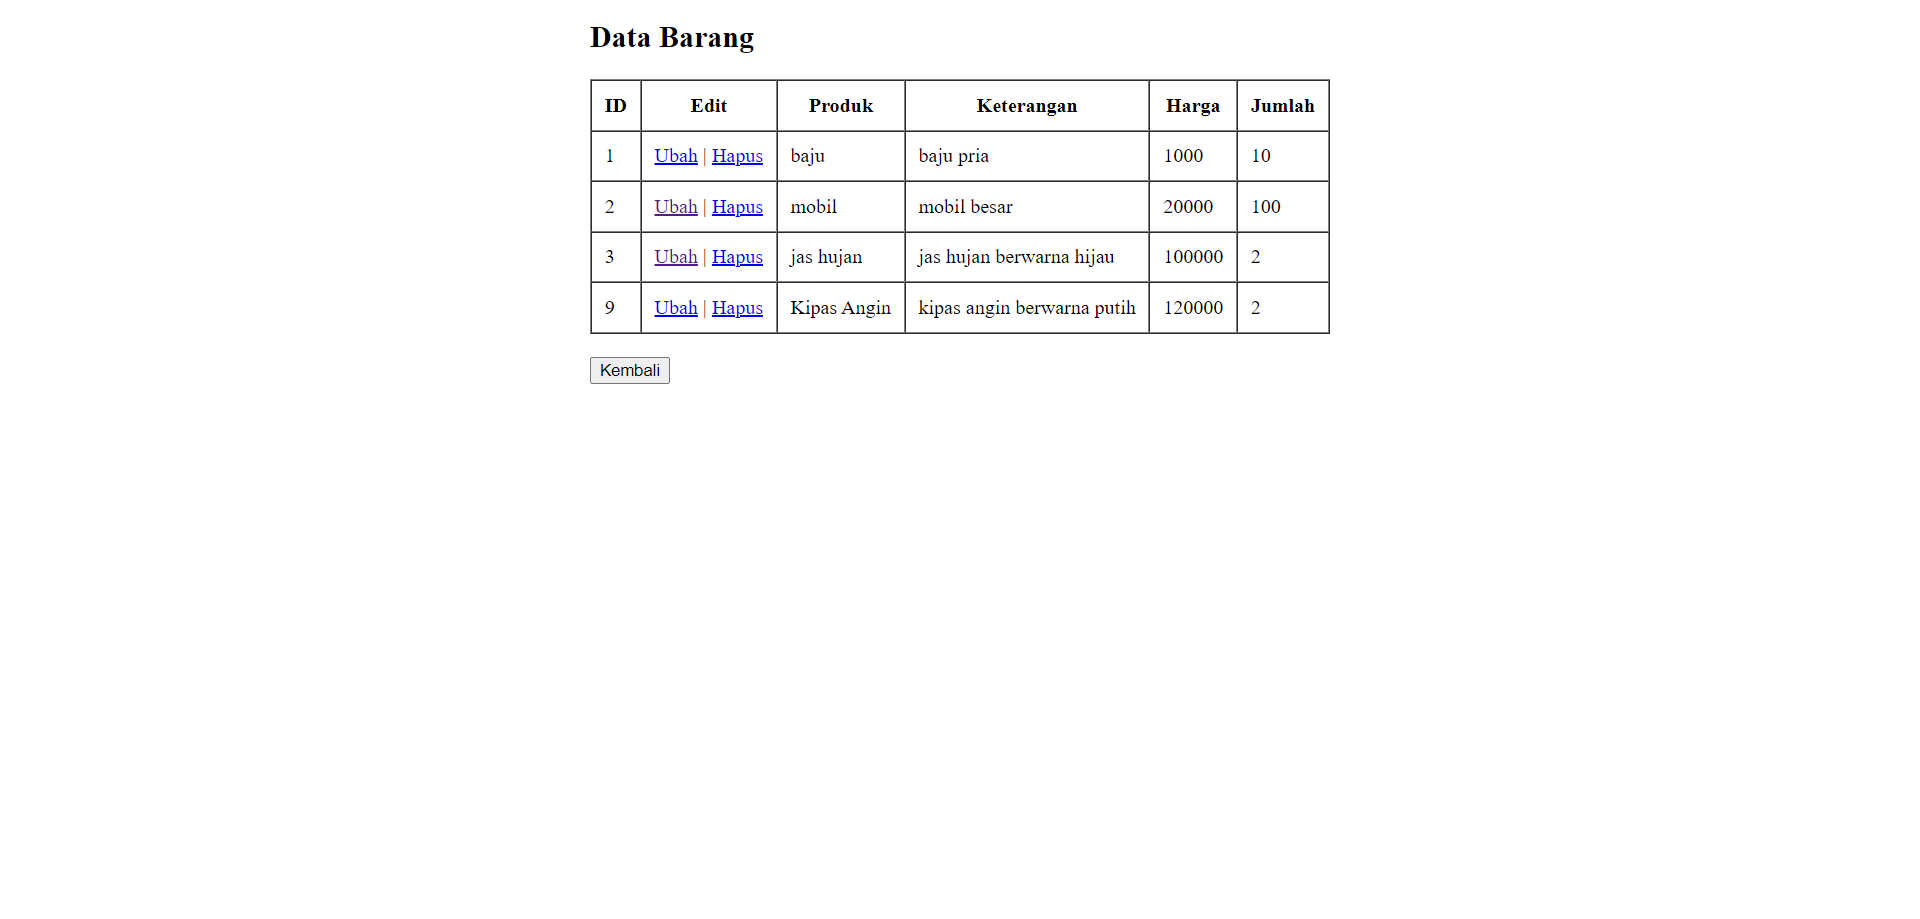 Data Barang
ID Edit Produk Keterangan Harga Jumlah
1 Ubah | Hapus baju baju pria 1000 10
2 Ubah | Hapus mobil mobil besar 20000 100
3 Ubah | Hapus jas hujan jas hujan berwarna hijau 100000 2
9 Ubah | Hapus Kipas Angin kipas angin berwarna putih 120000 2
Kembali